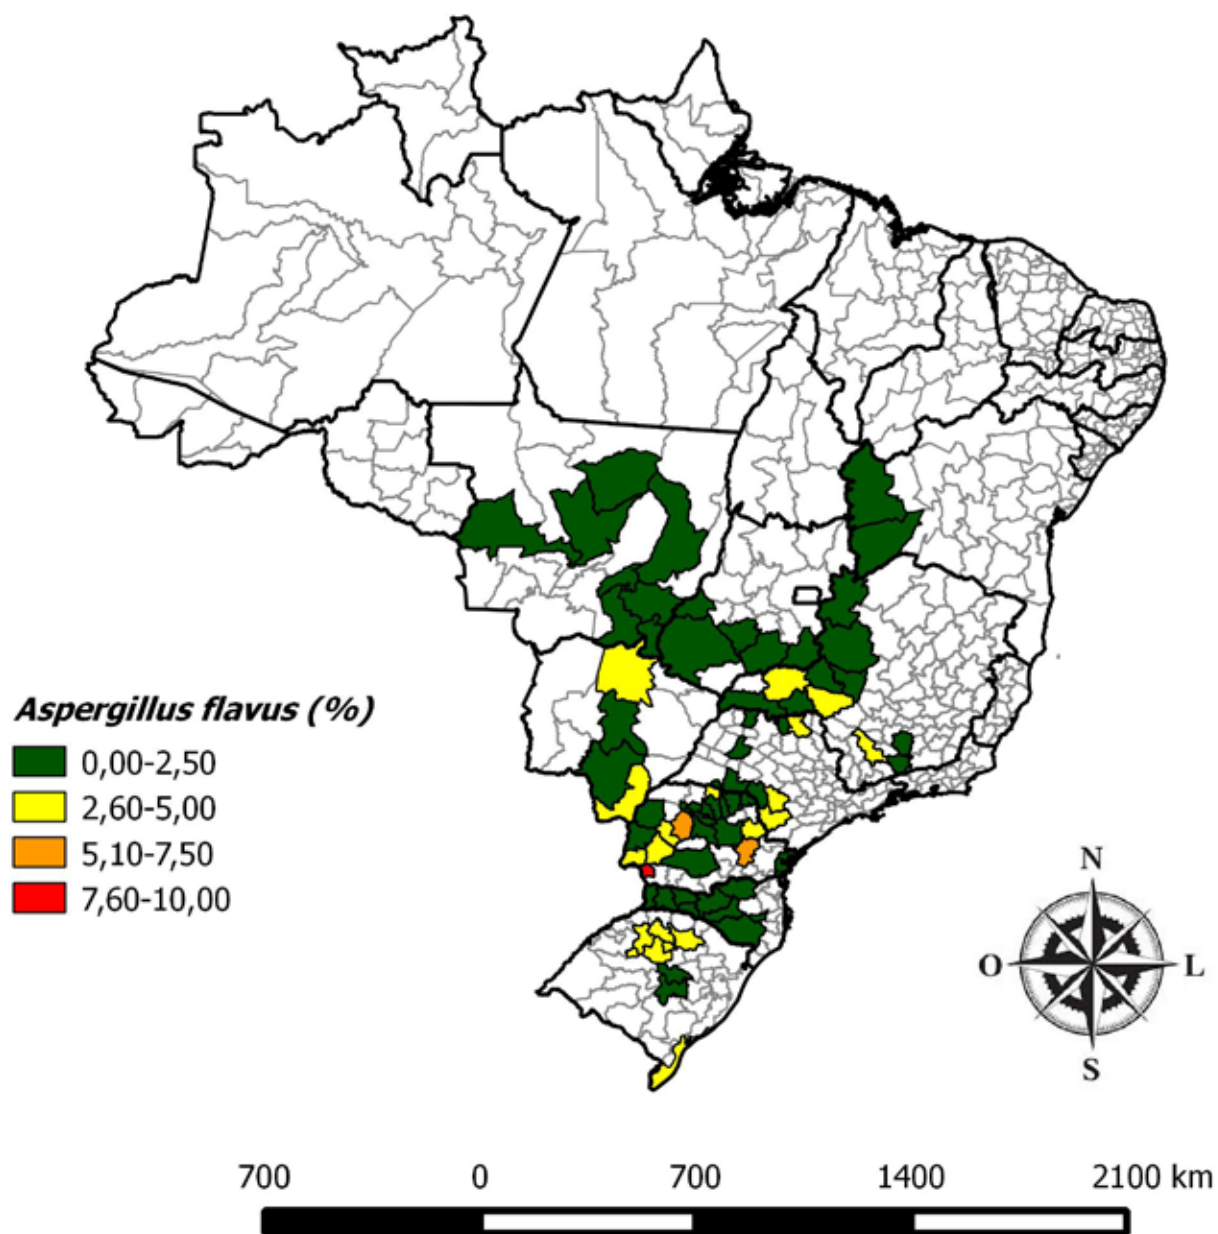 Aspergillus flavus (%)
0,00-2,50
2,60-5,00
5,10-7,50
7,60-10,00
N
O
L
S
700 0 700 1400 2100 km